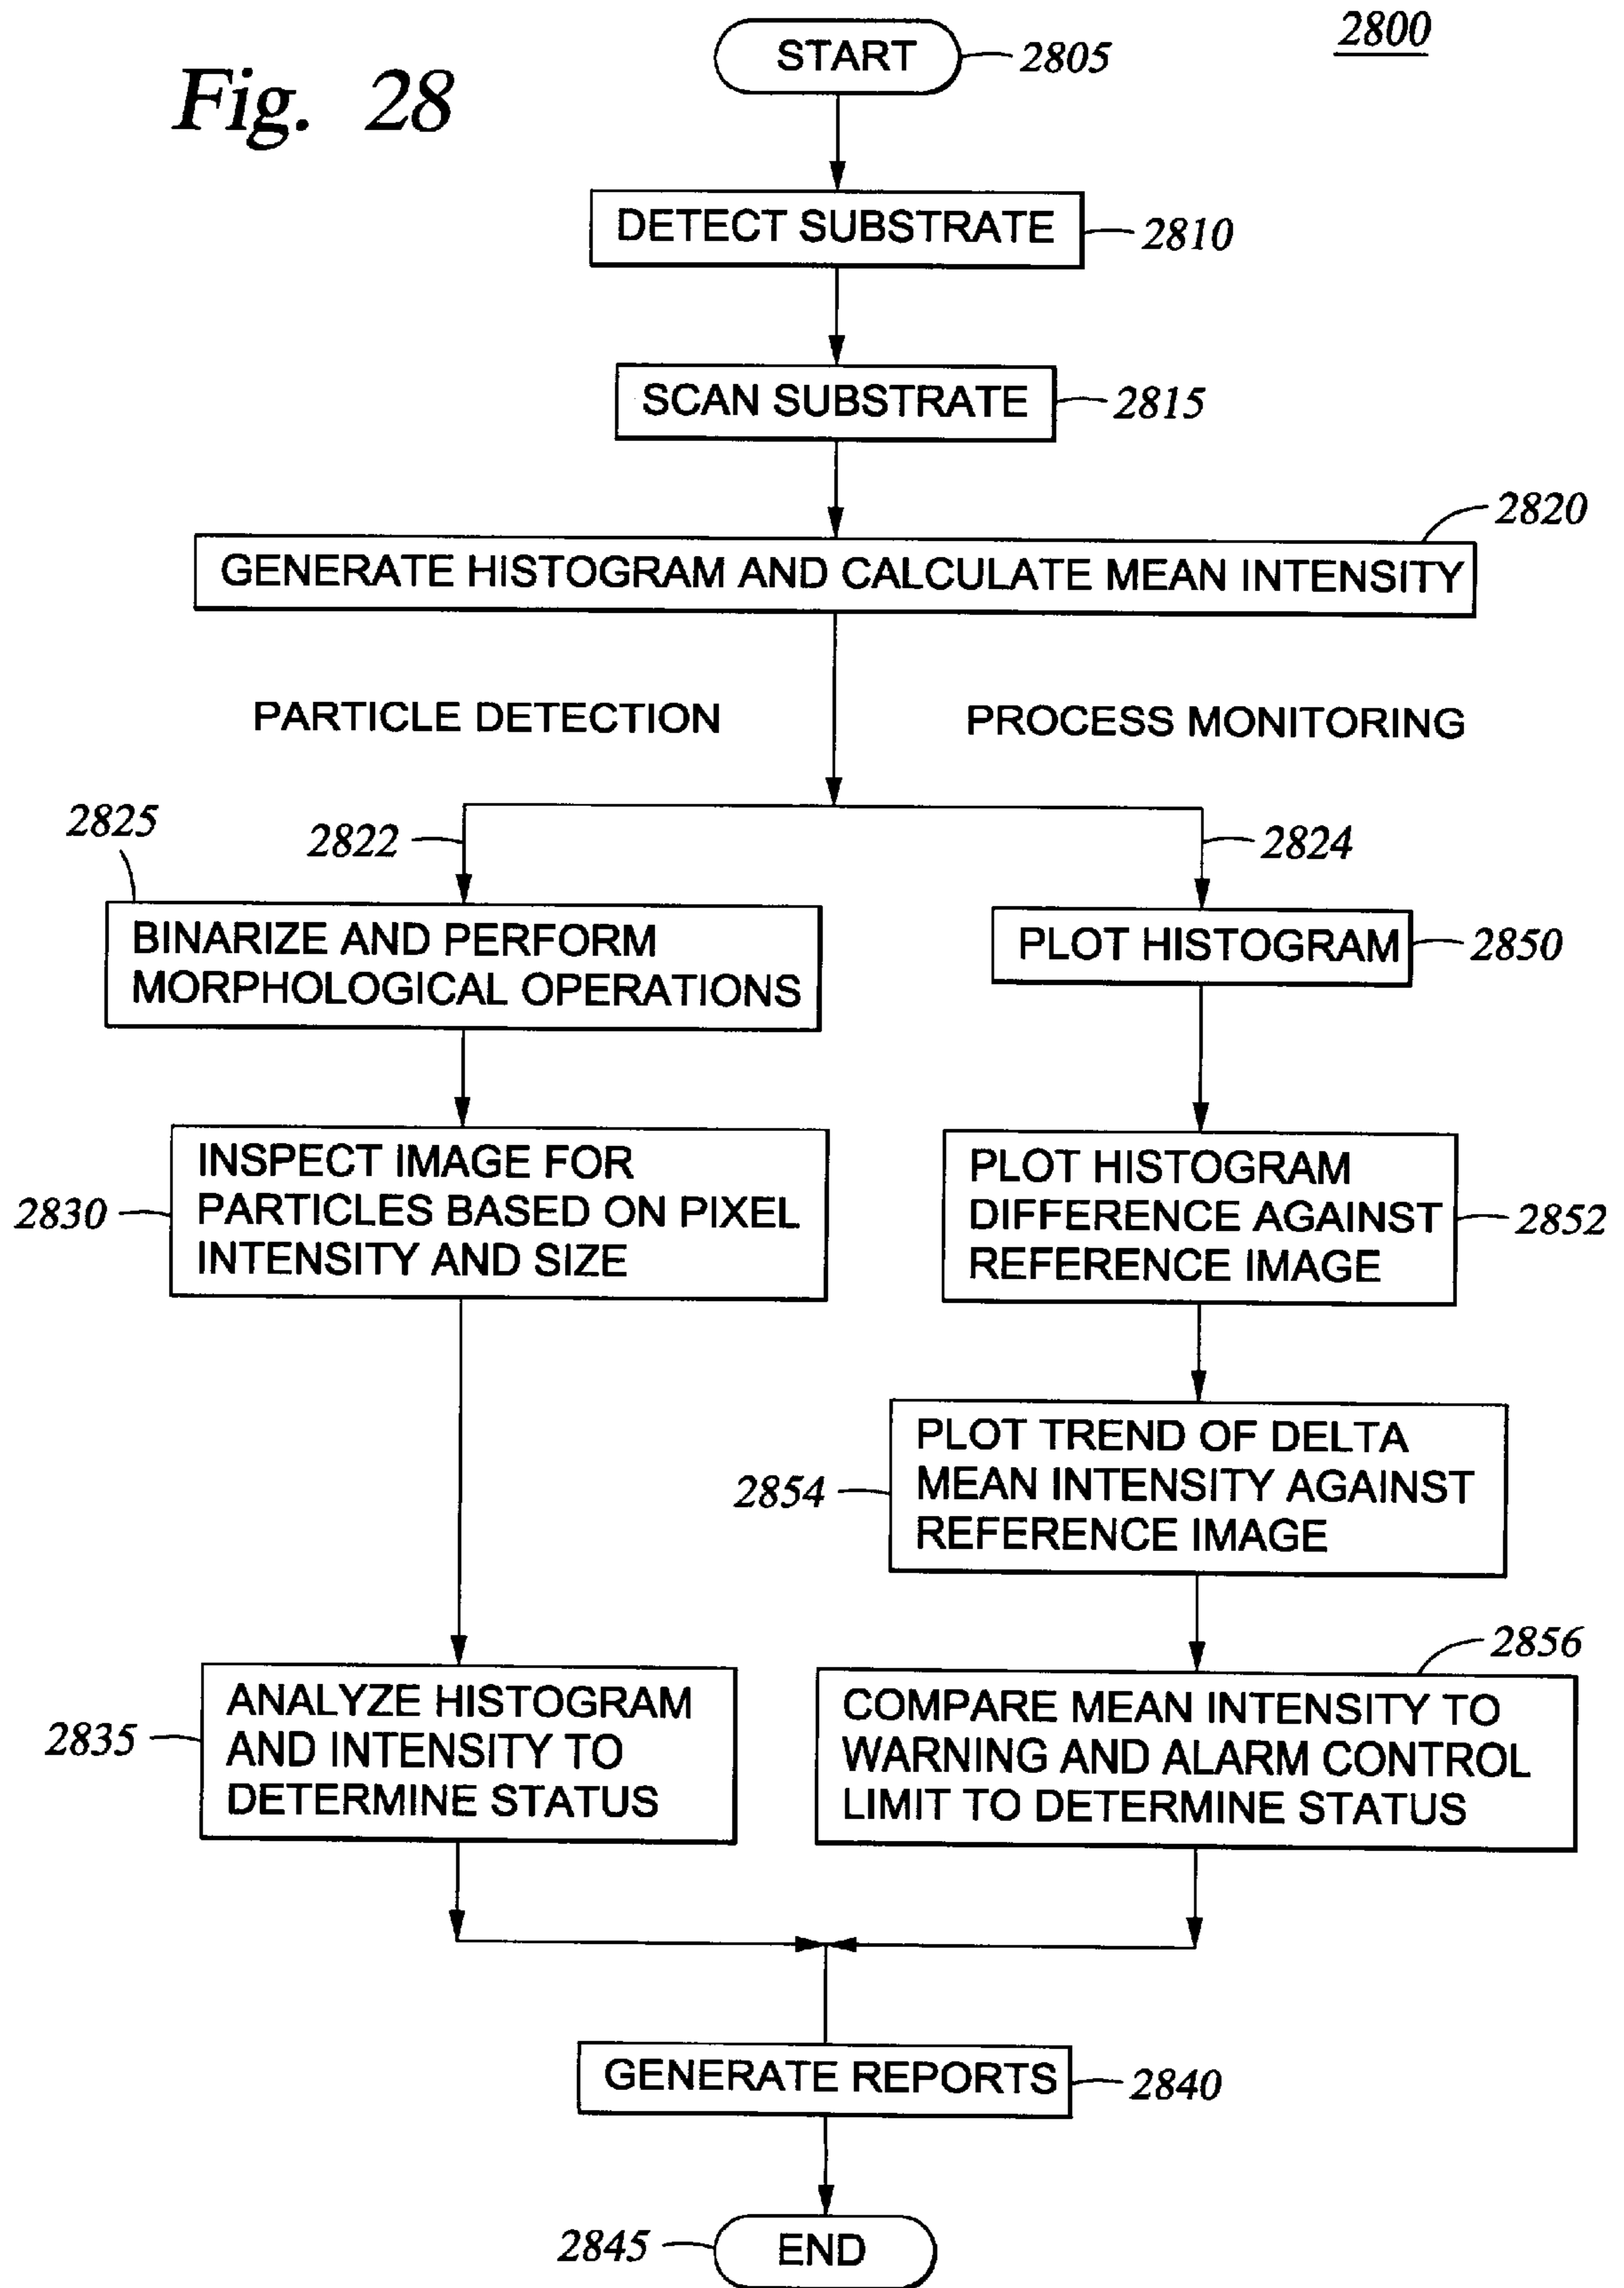 2800
START
2805
Fig. 28
DETECT SUBSTRATE
2810
SCAN SUBSTRATE
2815
2820
GENERATE HISTOGRAM AND CALCULATE MEAN INTENSITY
PARTICLE DETECTION
PROCESS MONITORING
2825
2822
2824
BINARIZE AND PERFORM
MORPHOLOGICAL OPERATIONS
PLOT HISTOGRAM
2850
INSPECT IMAGE FOR
PARTICLES BASED ON PIXEL
INTENSITY AND SIZE
2830
PLOT HISTOGRAM
DIFFERENCE AGAINST
REFERENCE IMAGE
2852
PLOT TREND OF DELTA
MEAN INTENSITY AGAINST
REFERENCE IMAGE
2854
2856
ANALYZE HISTOGRAM
AND INTENSITY TO
DETERMINE STATUS
2835
COMPARE MEAN INTENSITY TO
WARNING AND ALARM CONTROL
LIMIT TO DETERMINE STATUS
GENERATE REPORTS
2840
2845
END